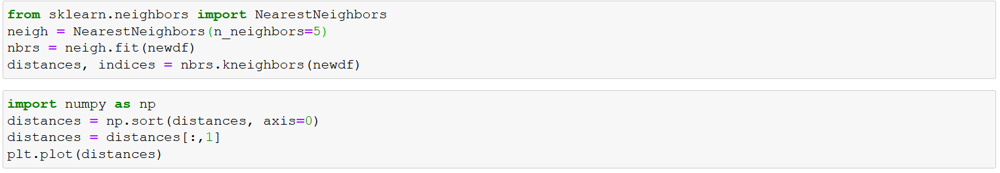 from sklearn.neighbors import NearestNeighbors
neigh = NearestNeighbors(n_neighbors=5)
nbrs = neigh.fit(newdf)
distances, indices = nbrs.kneighbors(newdf)
import numpy as np
distances = np.sort(distances, axis=0)
distances = distances[:,1]
plt.plot(distances)